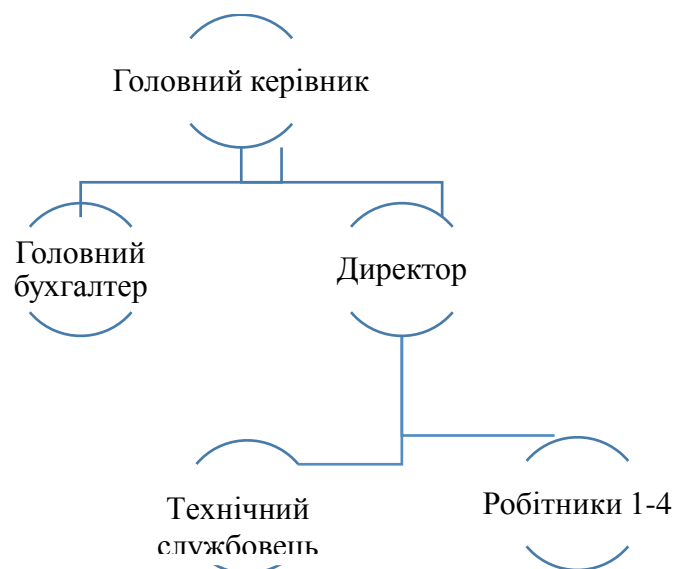 Головний керівник
Головний
бухгалтер
Директор
Технічний
службовець
Робітники 1-4